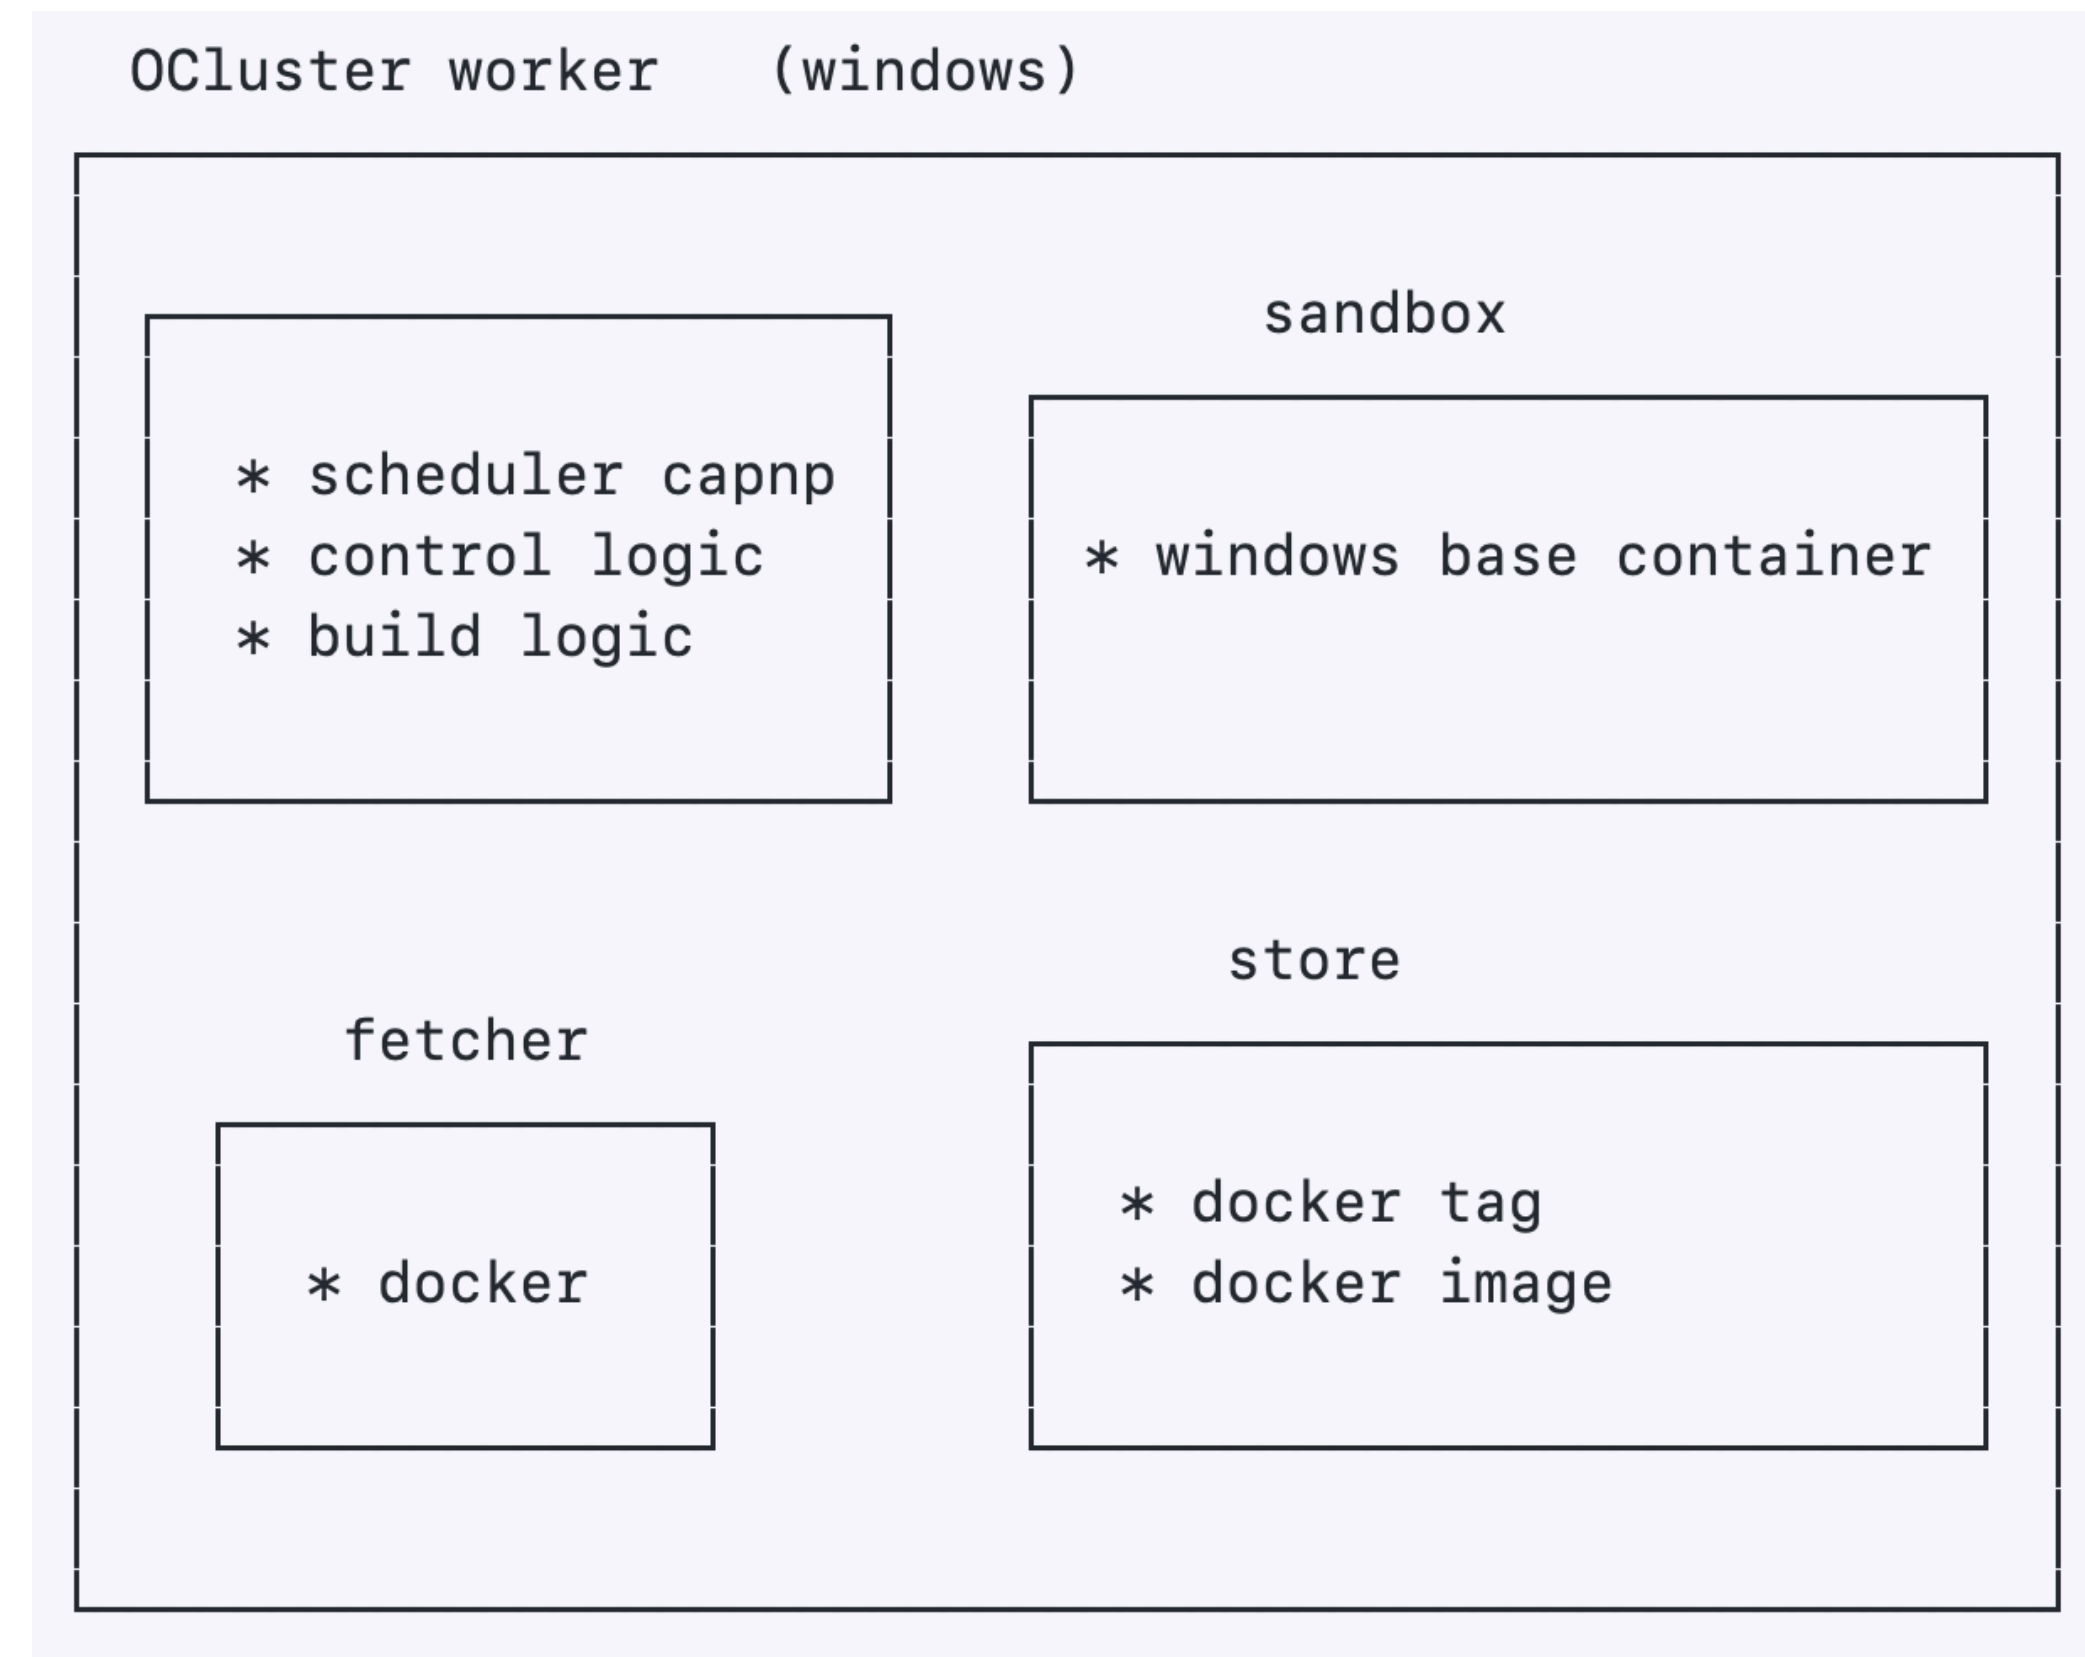 OCluster worker   (windows)
* scheduler capnp
* control logic
* build logic
sandbox
* windows base container
fetcher
* docker
store
* docker tag
* docker image